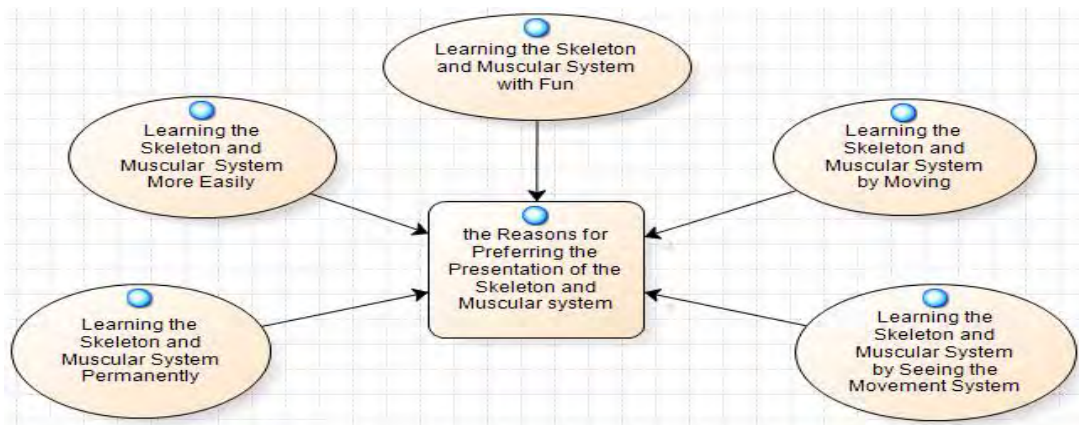 Learning the Skeleton
and Muscular System
with Fun
Learning the
Skeleton and
Muscular System
More Easily
Learning the
Skeleton and
Muscular System
by Moving
the Reasons for
Preferring the
Presentation of the
Skeleton and
Muscular system
Learning the
Skeleton and
Muscular System
Permanently
Learning the
Skeleton and
Muscular System
by Seeing the
Movement System